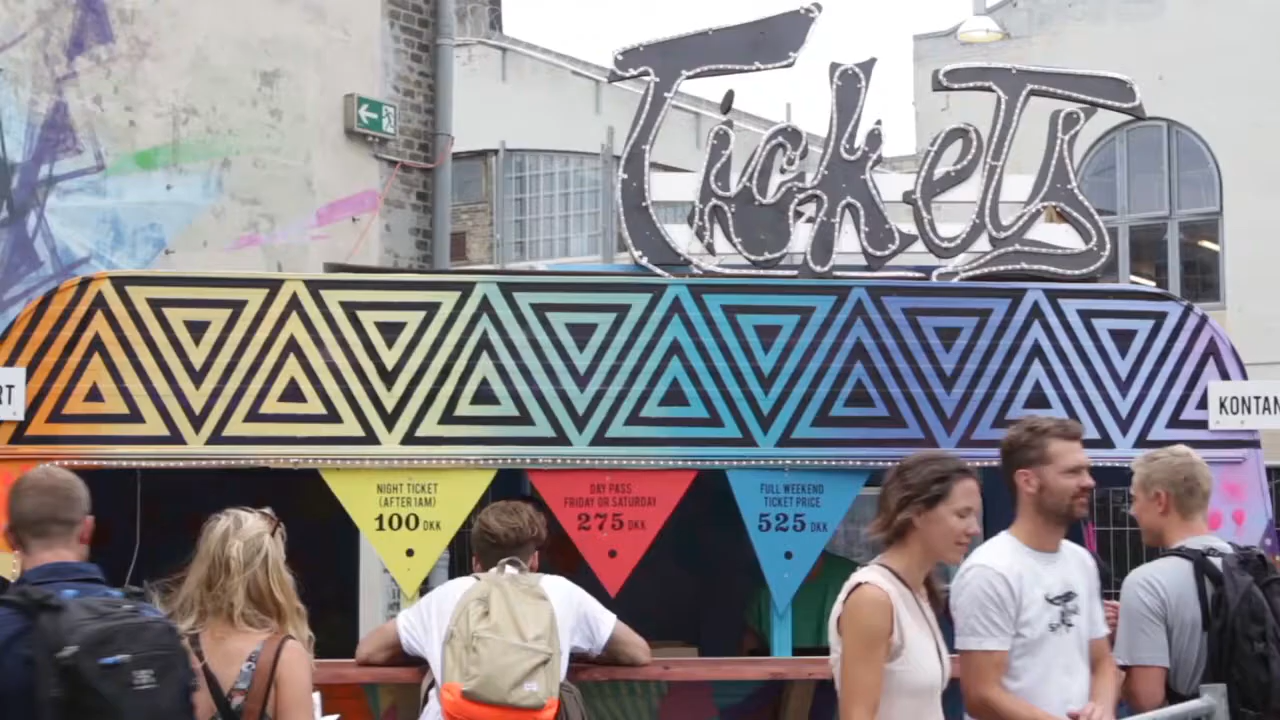 Tickets
RT
KONTAN
NIGHT TICKET
(AFTER 1AM)
100 DKK
DAY PASS
FRIDAY OR SATURDAY
275 DKK
FULL WEEKEND
TICKET PRICE
525 DKK